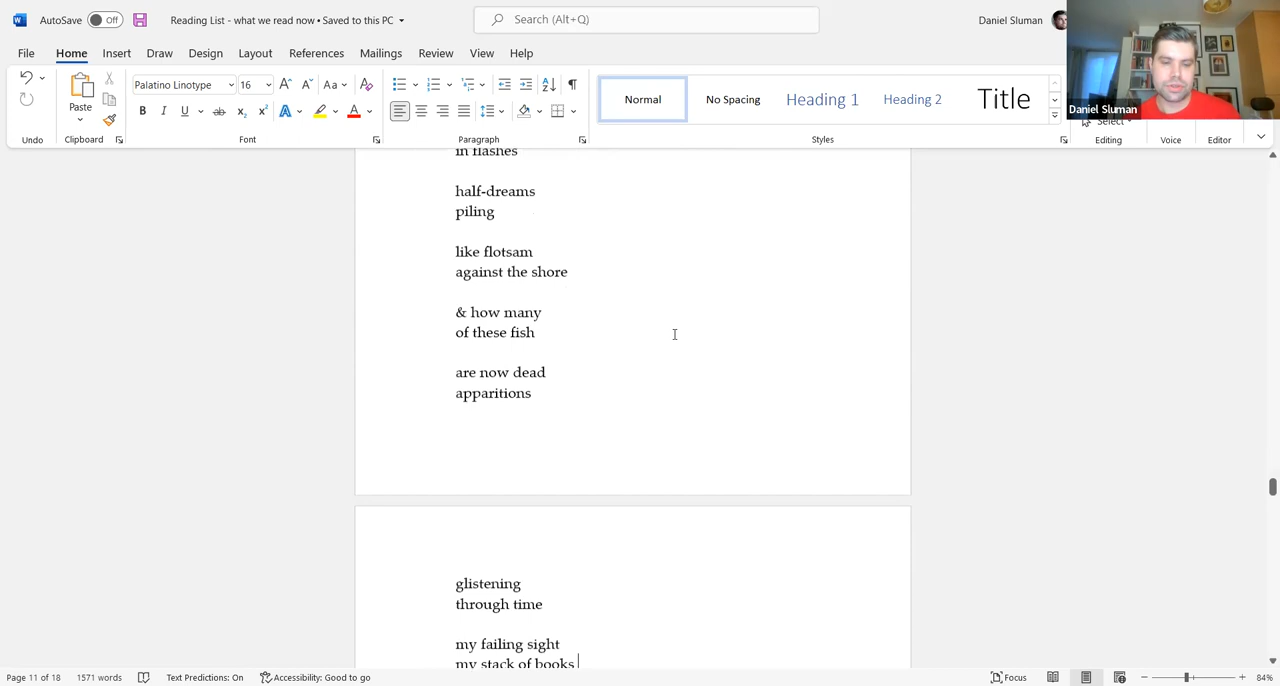 AutoSave Off Reading List - what we read now • Saved to this PC Search (Alt+Q) Daniel Sluman
File Home Insert Draw Design Layout References Mailings Review View Help
Daniel Sluman
Palatino Linotype 16 Aa
Paste
B I U ab x₂ x² A A
Normal No Spacing Heading 1 Heading 2 Title
Select
Undo Clipboard Font Paragraph Styles Editing Voice Editor
in flashes
half-dreams
piling
like flotsam
against the shore
& how many
of these fish
are now dead
apparitions
glistening
through time
my failing sight
my stack of books
Page 11 of 18 1571 words Text Predictions: On Accessibility: Good to go Focus 84%